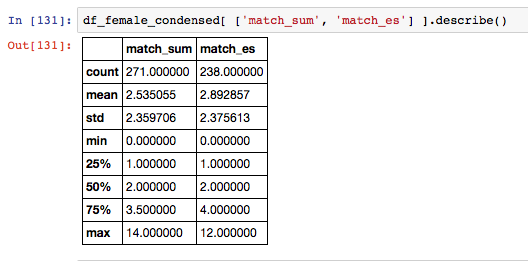 In [131]: df_female_condensed[ ['match_sum', 'match_es'] ].describe()
Out[131]:
match_sum match_es
count 271.000000 238.000000
mean 2.535055 2.892857
std 2.359706 2.375613
min 0.000000 0.000000
25% 1.000000 1.000000
50% 2.000000 2.000000
75% 3.500000 4.000000
max 14.000000 12.000000